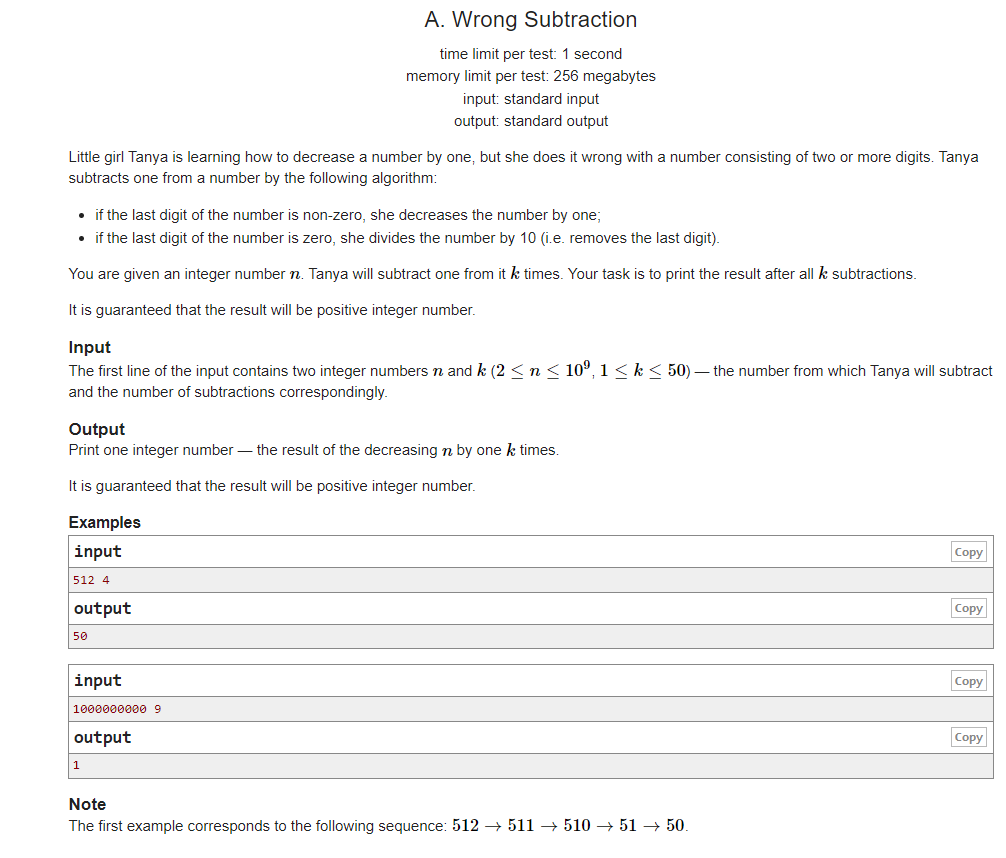 A. Wrong Subtraction
time limit per test: 1 second
memory limit per test: 256 megabytes
input: standard input
output: standard output
Little girl Tanya is learning how to decrease a number by one, but she does it wrong with a number consisting of two or more digits. Tanya
subtracts one from a number by the following algorithm:
• if the last digit of the number is non-zero, she decreases the number by one;
• if the last digit of the number is zero, she divides the number by 10 (i.e. removes the last digit).
You are given an integer number n. Tanya will subtract one from it k times. Your task is to print the result after all k subtractions.
It is guaranteed that the result will be positive integer number.
Input
The first line of the input contains two integer numbers n and k (2 ≤ n ≤ 10⁹, 1 ≤ k ≤ 50) — the number from which Tanya will subtract
and the number of subtractions correspondingly.
Output
Print one integer number — the result of the decreasing n by one k times.
It is guaranteed that the result will be positive integer number.
Examples
input Copy
512 4
output Copy
50
input Copy
1000000000 9
output Copy
1
Note
The first example corresponds to the following sequence: 512 → 511 → 510 → 51 → 50.